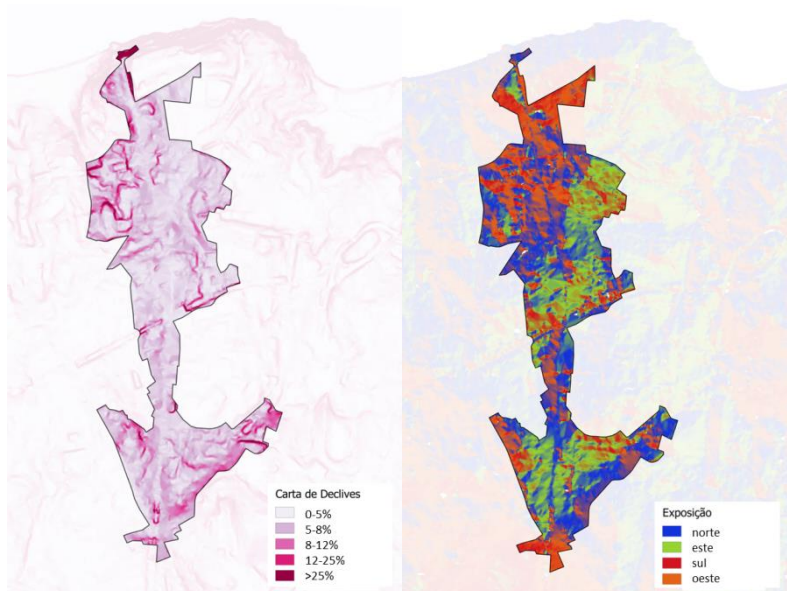 Carta de Declives
0-5%
5-8%
8-12%
12-25%
>25%
Exposição
norte
este
sul
oeste